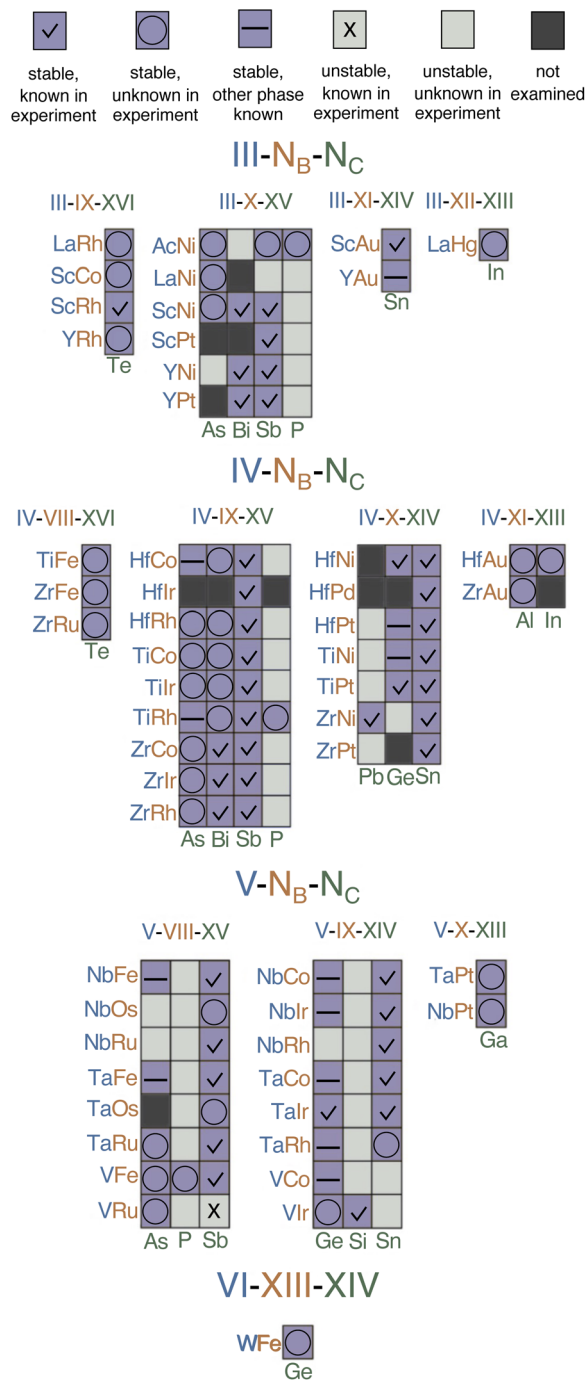 ✓ ○ — X
stable, known in experiment
stable, unknown in experiment
stable, other phase known
unstable, known in experiment
unstable, unknown in experiment
not examined
III-N_B-N_C
III-IX-XVI
LaRh
ScCo
ScRh
YRh
Te
III-X-XV
AcNi
LaNi
ScNi
ScPt
YNi
YPt
As Bi Sb P
III-XI-XIV
ScAu
YAu
Sn
III-XII-XIII
LaHg
In
IV-N_B-N_C
IV-VIII-XVI
TiFe
ZrFe
ZrRu
Te
IV-IX-XV
HfCo
HfIr
HfRh
TiCo
TiIr
TiRh
ZrCo
ZrIr
ZrRh
As Bi Sb P
IV-X-XIV
HfNi
HfPd
HfPt
TiNi
TiPt
ZrNi
ZrPt
Pb Ge Sn
IV-XI-XIII
HfAu
ZrAu
Al In
V-N_B-N_C
V-VIII-XV
NbFe
NbOs
NbRu
TaFe
TaOs
TaRu
VFe
VRu
X
As P Sb
V-IX-XIV
NbCo
NbIr
NbRh
TaCo
TaIr
TaRh
VCo
VIr
Ge Si Sn
V-X-XIII
TaPt
NbPt
Ga
VI-XIII-XIV
WFe
Ge